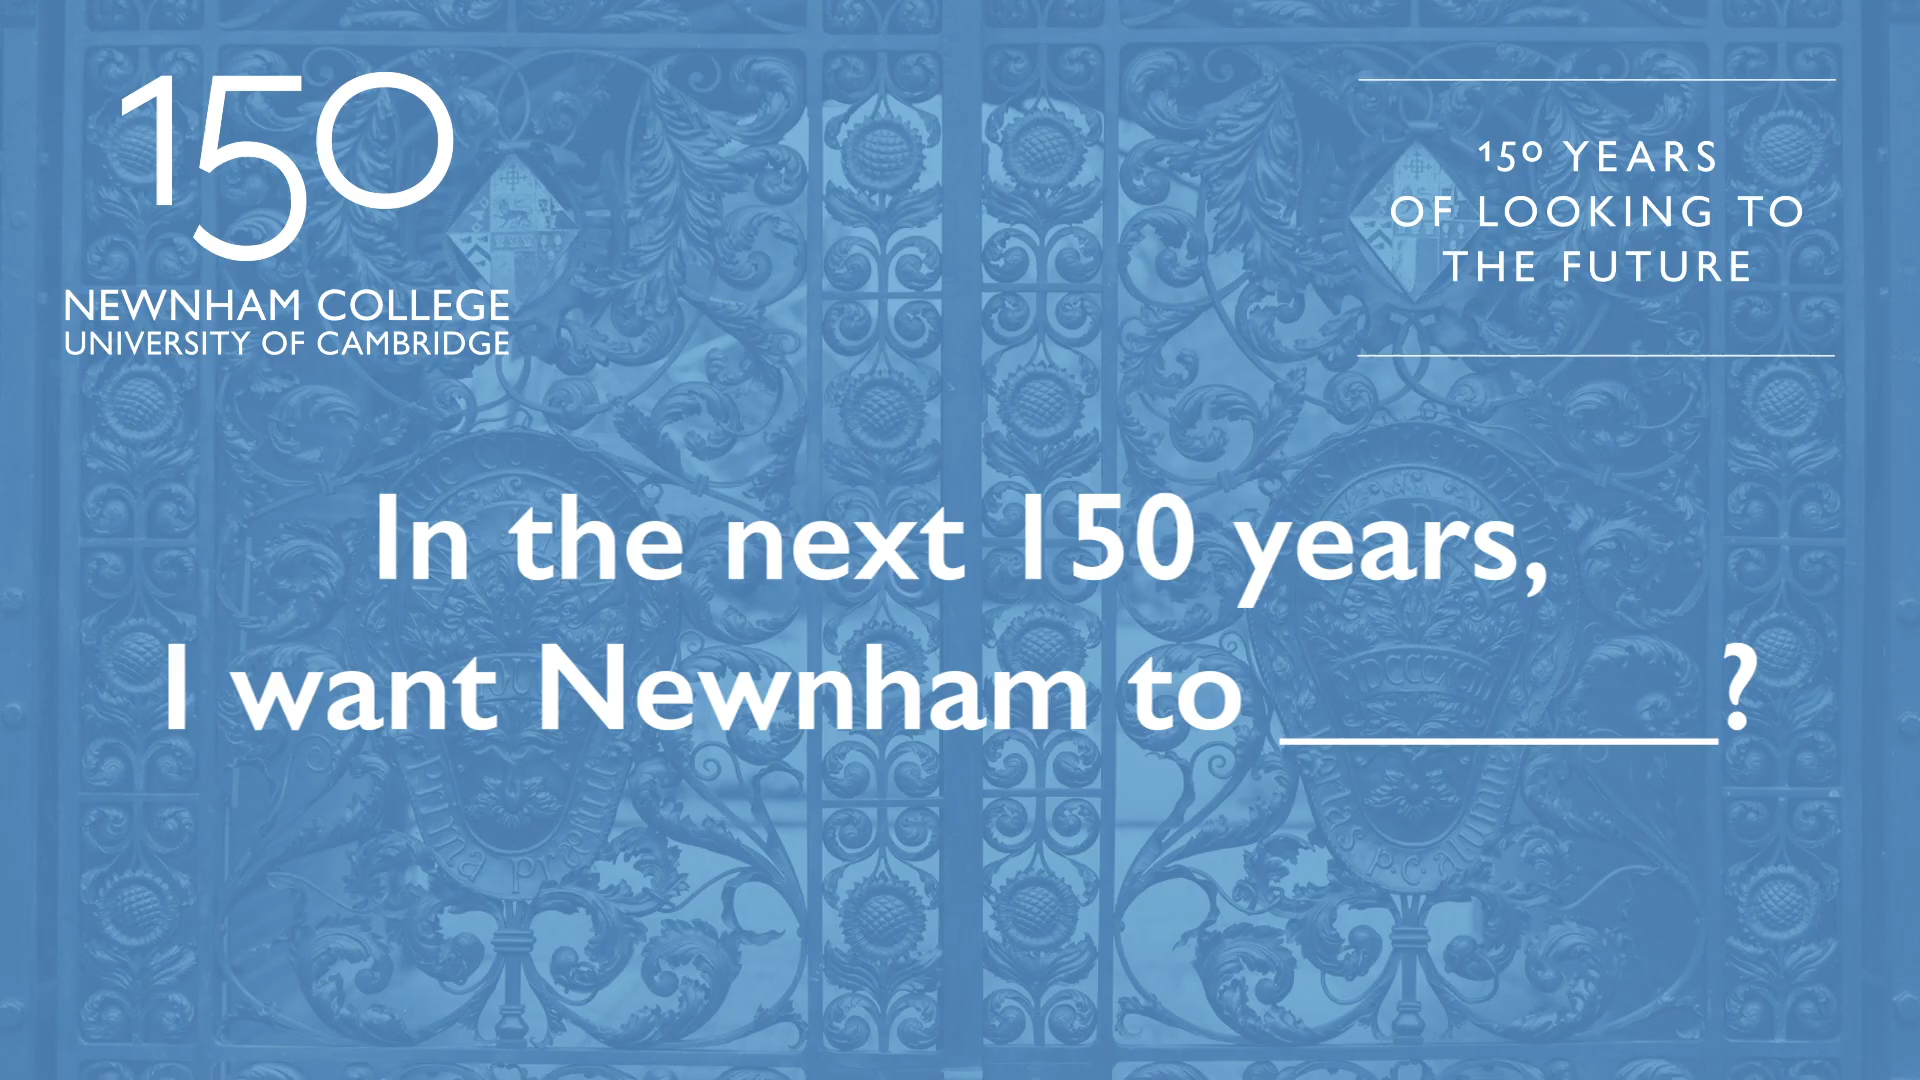 150
NEWNHAM COLLEGE
UNIVERSITY OF CAMBRIDGE
150 YEARS
OF LOOKING TO
THE FUTURE
In the next 150 years,
I want Newnham to ________?
prima
p.c.